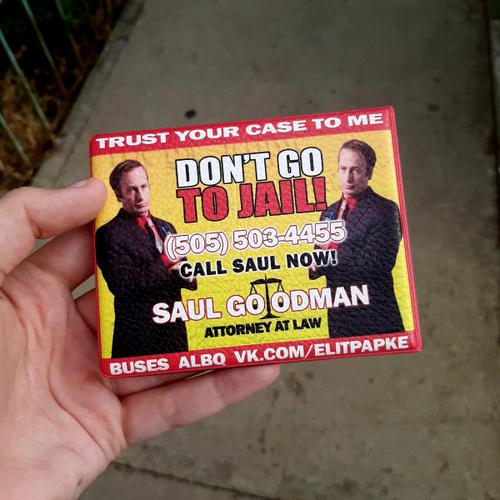 TRUST YOUR CASE TO ME
DON'T GO
TO JAIL!
(505) 503-4455
CALL SAUL NOW!
SAUL GOODMAN
ATTORNEY AT LAW
BUSES ALBQ VK.COM/ELITPAPKE